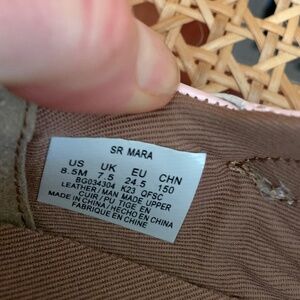 SR MARA
US UK EU CHN
8.5M 7.5 24.5 150
BG034304 K23 QFSC
LEATHER / MAN MADE UPPER
CUIR / PU TIGE EN
MADE IN CHINA / HECHO EN CHINA
FABRIQUE EN CHINE